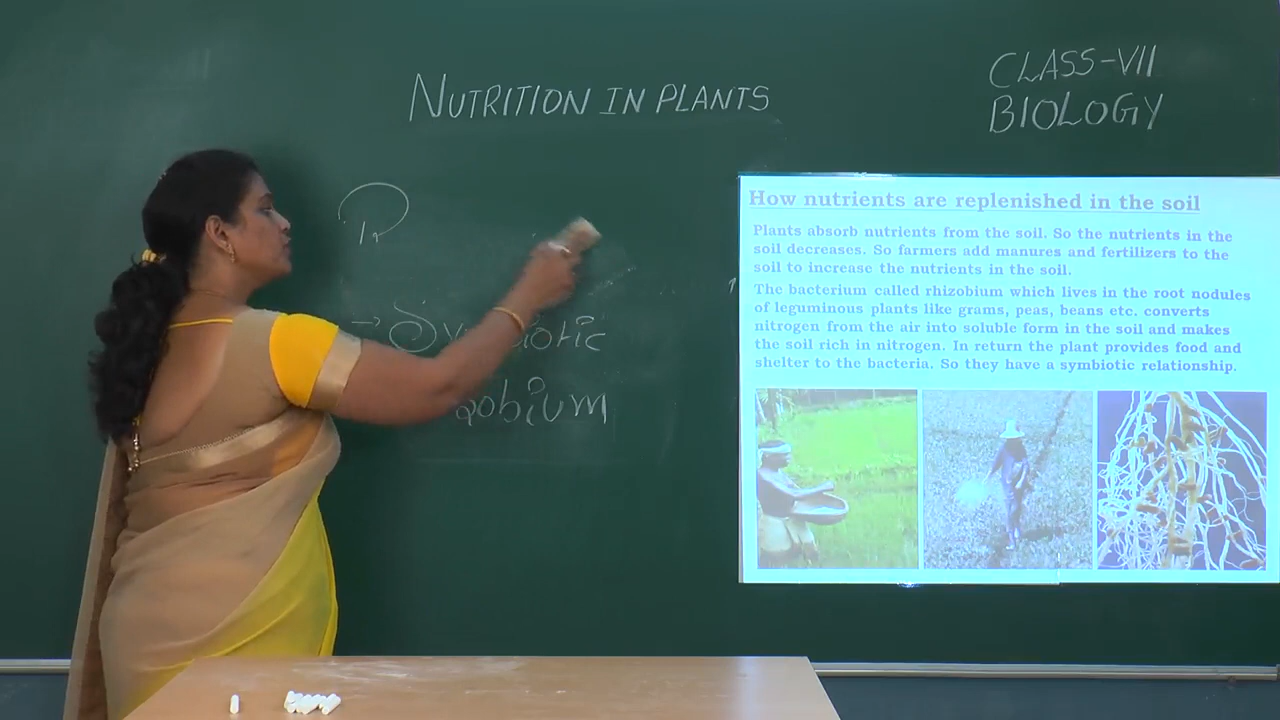 NUTRITION IN PLANTS
CLASS-VII
BIOLOGY
How nutrients are replenished in the soil
Plants absorb nutrients from the soil. So the nutrients in the
soil decreases. So farmers add manures and fertilizers to the
soil to increase the nutrients in the soil.
The bacterium called rhizobium which lives in the root nodules
of leguminous plants like grams, peas, beans etc. converts
nitrogen from the air into soluble form in the soil and makes
the soil rich in nitrogen. In return the plant provides food and
shelter to the bacteria. So they have a symbiotic relationship.